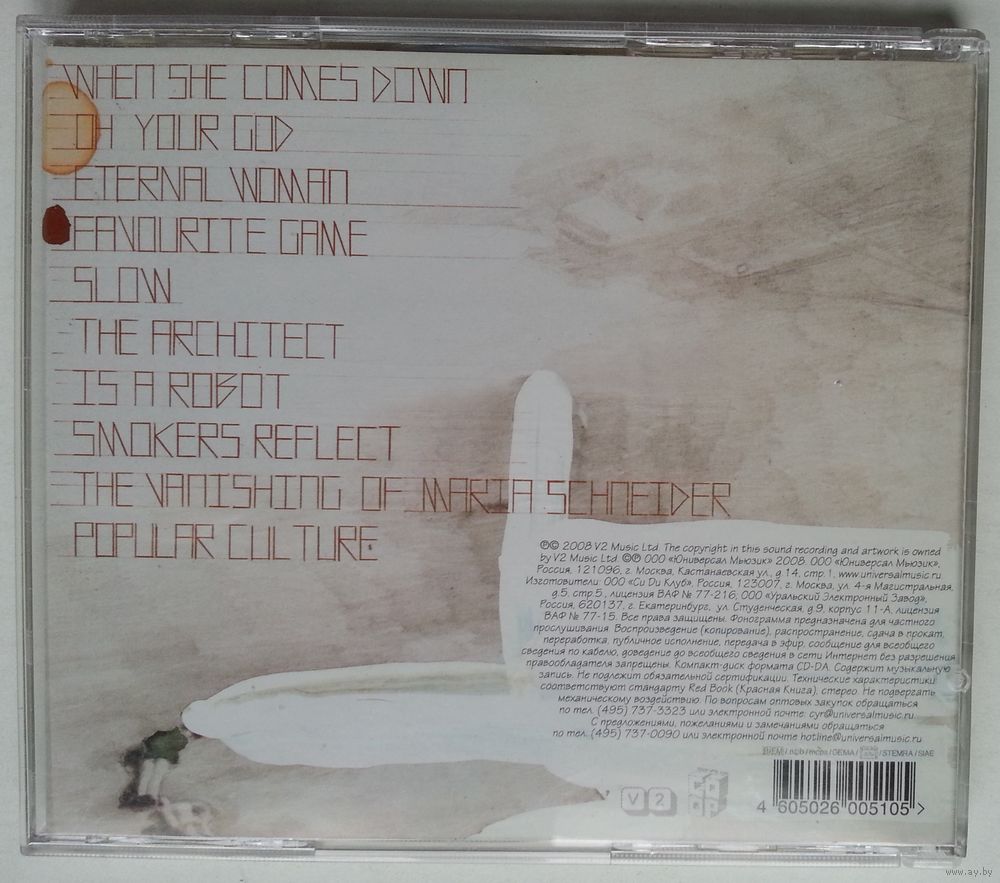 WHEN SHE COMES DOWN
OH YOUR GOD
ETERNAL WOMAN
FAVOURITE GAME
SLOW
THE ARCHITECT
IS A ROBOT
SMOKERS REFLECT
THE VANISHING OF MARIA SCHNEIDER
POPULAR CULTURE
℗© 2008 V2 Music Ltd. The copyright in this sound recording and artwork is owned
by V2 Music Ltd. ©℗ ООО «Юниверсал Мьюзик» 2008. ООО «Юниверсал Мьюзик»,
Россия, 121096, г. Москва, Кастанаевская ул., д.14, стр.1, www.universalmusic.ru
Изготовители: ООО «Си Ди Клуб», Россия, 123007, г. Москва, ул. 4-я Магистральная,
д.5, стр.5., лицензия ВАФ № 77-216; ООО «Уральский Электронный Завод»,
Россия, 620137, г. Екатеринбург, ул. Студенческая, д.9, корпус 11-А, лицензия
ВАФ № 77-15. Все права защищены. Фонограмма предназначена для частного
прослушивания. Воспроизведение (копирование), распространение, сдача в прокат,
переработка, публичное исполнение, передача в эфир, сообщение для всеобщего
сведения по кабелю, доведение до всеобщего сведения в сети Интернет без разрешения
правообладателя запрещены. Компакт-диск формата CD-DA. Содержит музыкальную
запись. Не подлежит обязательной сертификации. Технические характеристики
соответствуют стандарту Red Book (Красная Книга), стерео. Не подвергать
механическому воздействию. По вопросам оптовых закупок обращаться
по тел. (495) 737-3323 или электронной почте: cyr@universalmusic.ru
С предложениями, пожеланиями и замечаниями обращаться
по тел. (495) 737-0090 или электронной почте hotline@universalmusic.ru
BIEM / n©b / mcps / GEMA / STEMRA / SIAE
V2
4 605026 005105 >
www.ay.by